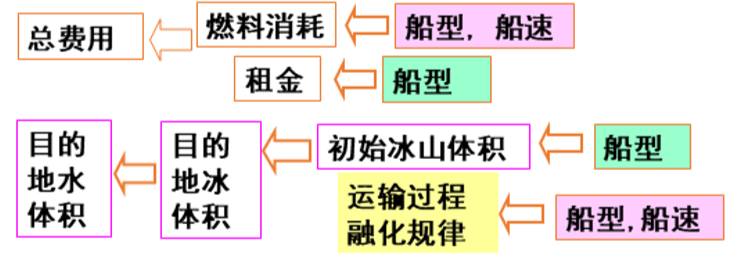 总费用
燃料消耗
船型, 船速
租金
船型
目的
地水
体积
目的
地冰
体积
初始冰山体积
船型
运输过程
融化规律
船型,船速